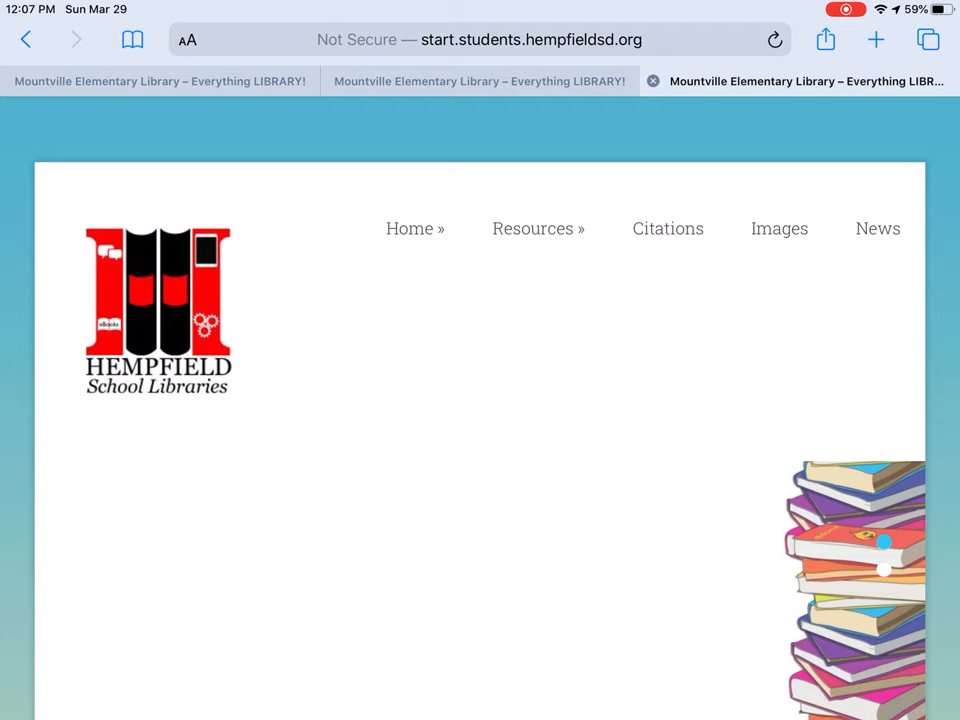 12:07 PM Sun Mar 29
59%
AA
Not Secure — start.students.hempfieldsd.org
Mountville Elementary Library – Everything LIBRARY!
Mountville Elementary Library – Everything LIBRARY!
Mountville Elementary Library – Everything LIBR...
Home »
Resources »
Citations
Images
News
eBooks
HEMPFIELD
School Libraries